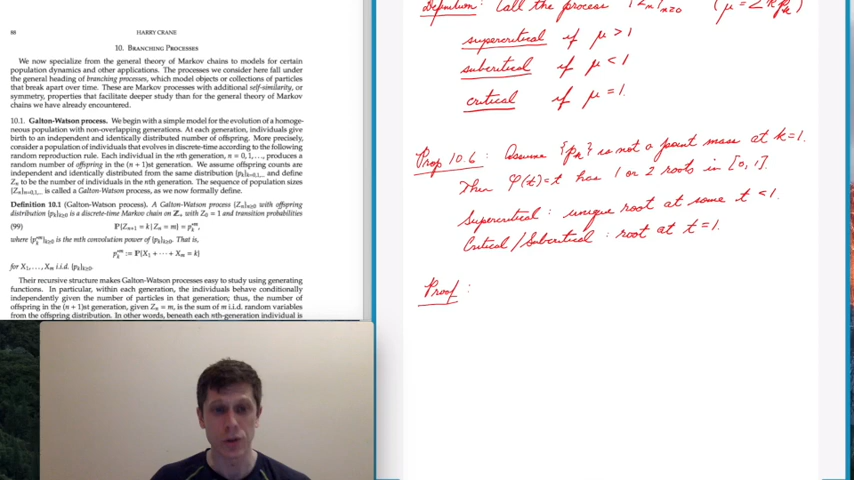 98
HARRY CRANE
10. Branching Processes
We now specialize from the general theory of Markov chains to models for certain
population dynamics and other applications. The processes we consider here fall under
the general heading of branching processes, which model objects or collections of particles
that break apart over time. These are Markov processes with additional self-similarity, or
symmetry, properties that facilitate deeper study than for the general theory of Markov
chains we have already encountered.
10.1. Galton-Watson process. We begin with a simple model for the evolution of a homoge-
neous population with non-overlapping generations. At each generation, individuals give
birth to an independent and identically distributed number of offspring. More precisely,
consider a population that evolves in discrete-time according to the following
random reproduction rule. Each individual in the nth generation, n = 0, 1, . . ., produces a
random number of offspring in the (n + 1)st generation. We assume offspring counts are
independent and identically distributed from the same distribution {pk}k=0,1,... and define
Zn to be the number of individuals in the nth generation. The sequence of population sizes
{Zn}n=0,1,... is called a Galton-Watson process, as we now formally define.
Definition 10.1 (Galton-Watson process). A Galton-Watson process {Zn}n≥0 with offspring
distribution {pk}k≥0 is a discrete-time Markov chain on Z+ with Z0 = 1 and transition probabilities
(99) P{Zn+1 = k | Zn = m} = pk*m,
where {pk*m}k≥0 is the mth convolution power of {pk}k≥0. That is,
pk*m := P{X1 + ··· + Xm = k}
for X1, . . . , Xm i.i.d. {pk}k≥0.
Their recursive structure makes Galton-Watson processes easy to study using generating
functions. In particular, within each generation, the individuals behave conditionally
independently given the number of particles in that generation; thus, the number of
offspring in the (n + 1)st generation, given Zn = m, is the sum of m i.i.d. random variables
from the offspring distribution. In other words, beneath each nth-generation individual is
Definition: Call the process {Zn}n≥0 (μ = Σ k pk)
supercritical if μ > 1
subcritical if μ < 1
critical if μ = 1.
Prop 10.6: Assume {pk} is not a point mass at k=1.
Then φ(t)=t has 1 or 2 roots in [0, 1].
Supercritical: unique root at some t < 1.
Critical/Subcritical: root at t=1.
Proof: